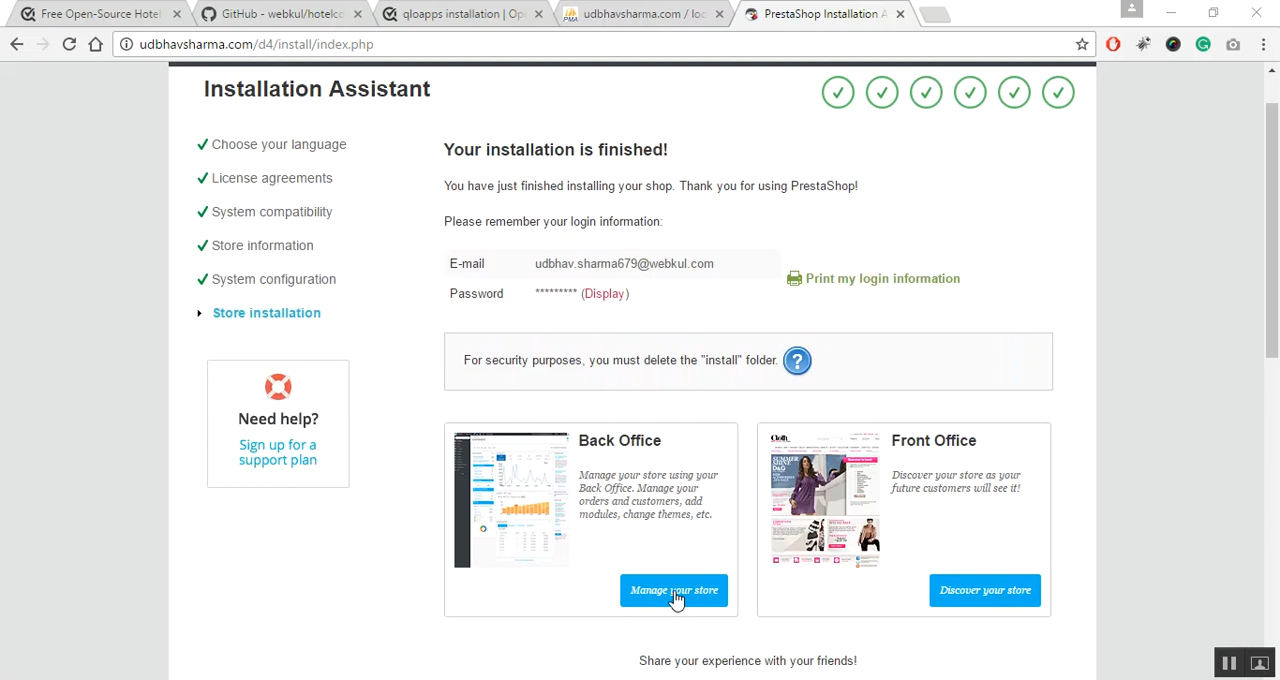 Free Open-Source Hotel
GitHub - webkul/hotelco
qloapps installation | Ope
udbhavsharma.com / loc
PrestaShop Installation A
udbhavsharma.com/d4/install/index.php
Installation Assistant
Choose your language
License agreements
System compatibility
Store information
System configuration
Store installation
Need help?
Sign up for a
support plan
Your installation is finished!
You have just finished installing your shop. Thank you for using PrestaShop!
Please remember your login information:
E-mail udbhav.sharma679@webkul.com
Password ********* (Display)
Print my login information
For security purposes, you must delete the "install" folder. ?
Back Office
Manage your store using your
Back Office. Manage your
orders and customers, add
modules, change themes, etc.
Manage your store
Front Office
Discover your store as your
future customers will see it!
Discover your store
Share your experience with your friends!